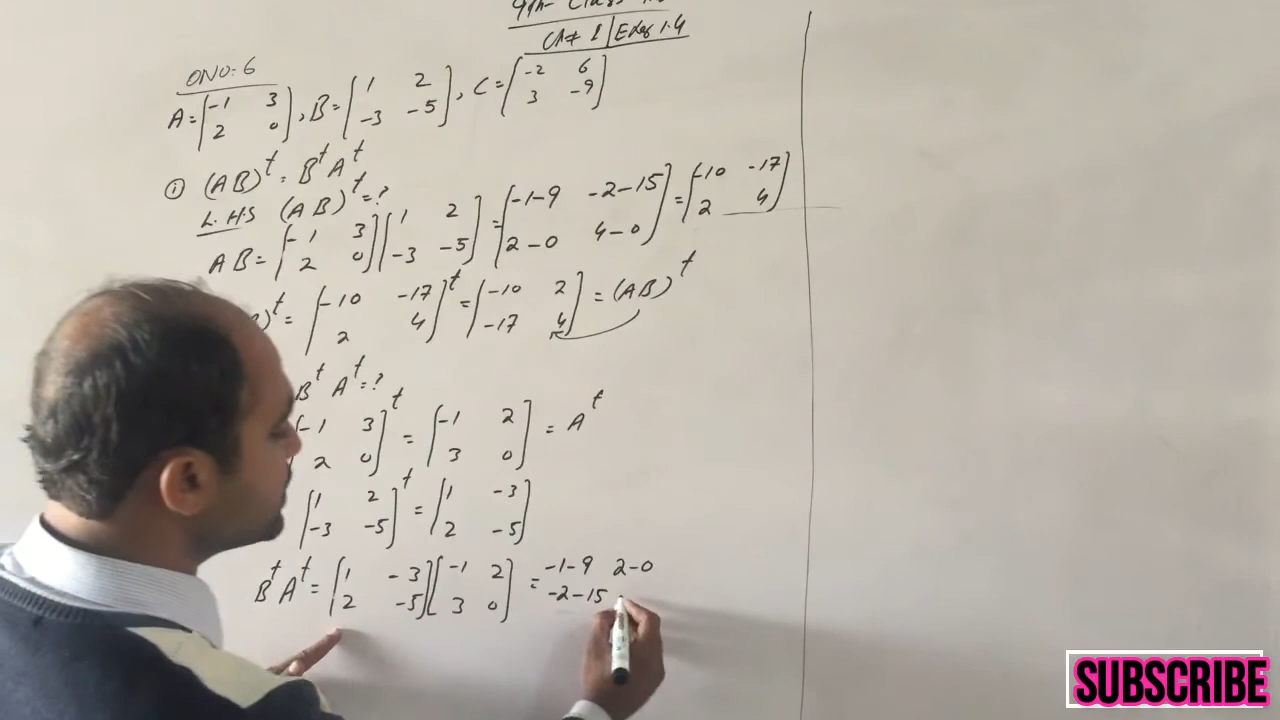 9th Class
Ch# 1 | Exer 1.4
QNO: 6
A = [-1 3; 2 0], B = [1 2; -3 -5], C = [-2 6; 3 -9]
① (AB)^t = B^t A^t
L.H.S (AB)^t = ?
AB = [-1 3; 2 0] [1 2; -3 -5] = [-1-9 -2-15; 2-0 4-0] = [-10 -17; 2 4]
B)^t = [-10 -17; 2 4]^t = [-10 2; -17 4] = (AB)^t
B^t A^t = ?
[-1 3; 2 0]^t = [-1 2; 3 0] = A^t
[1 2; -3 -5]^t = [1 -3; 2 -5]
B^t A^t = [1 -3; 2 -5] [-1 2; 3 0] = -1-9 2-0
-2-15
SUBSCRIBE